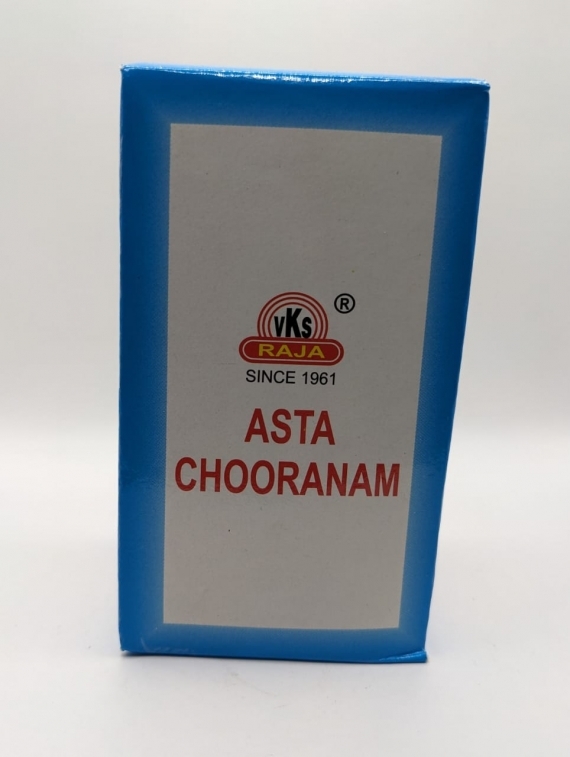 VKS
®
RAJA
SINCE 1961
ASTA
CHOORANAM